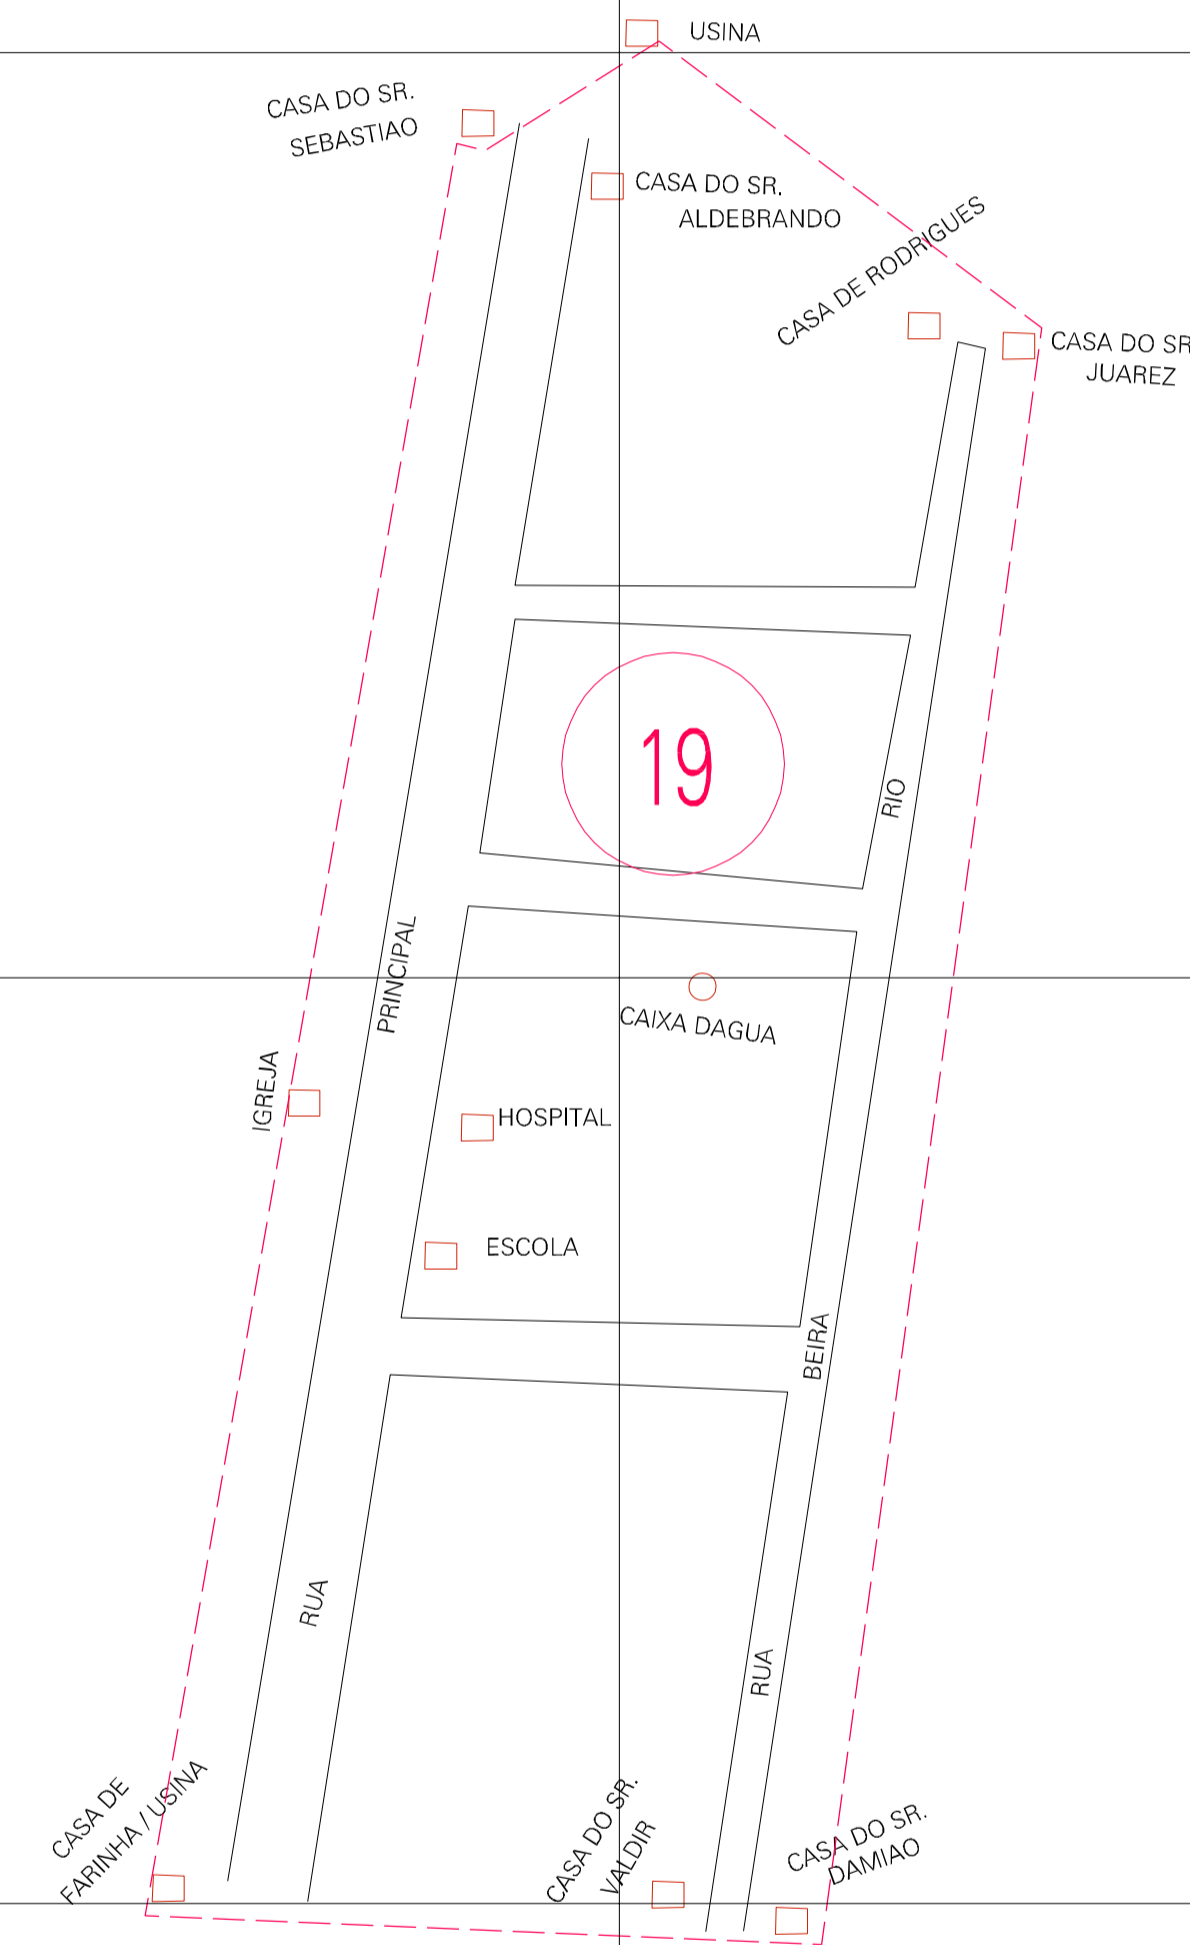 USINA
CASA DO SR.
SEBASTIAO
CASA DO SR.
ALDEBRANDO
CASA DE RODRIGUES
CASA DO SR
JUAREZ
19
RIO
PRINCIPAL
CAIXA DAGUA
IGREJA
HOSPITAL
ESCOLA
BEIRA
RUA
RUA
CASA DE
FARINHA / USINA
CASA DO SR.
VALDIR
CASA DO SR.
DAMIAO